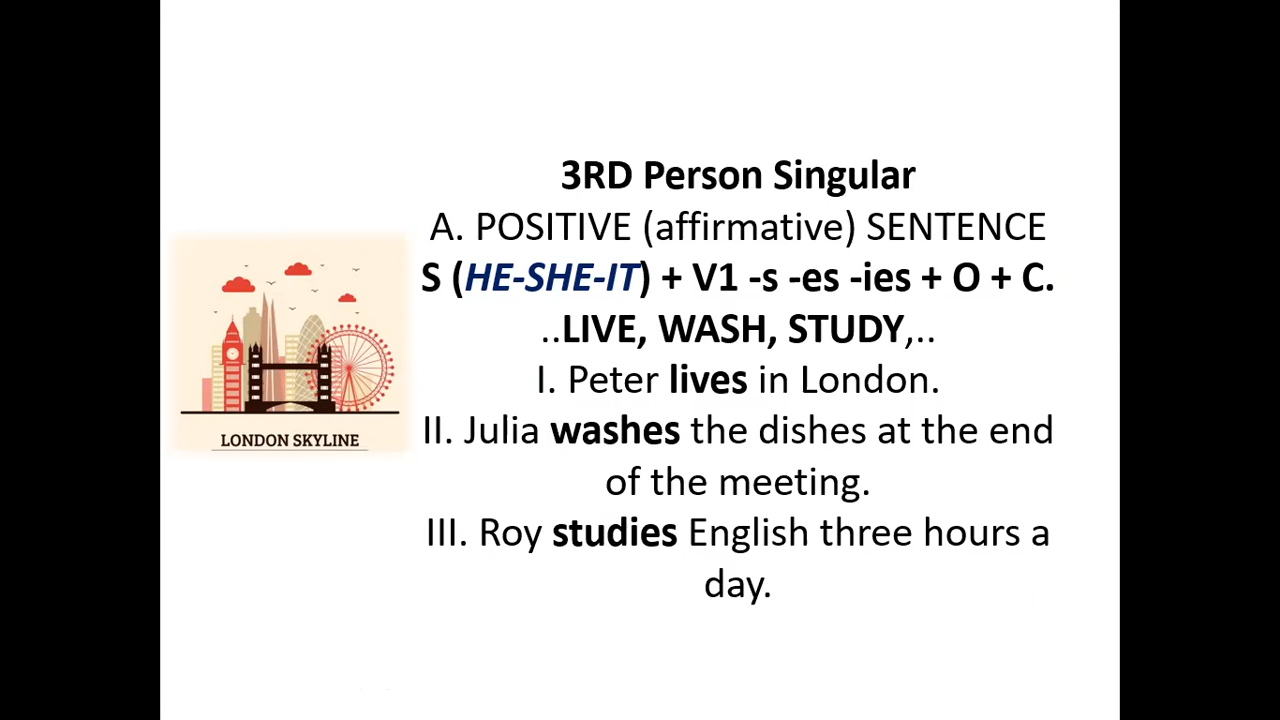 3RD Person Singular
A. POSITIVE (affirmative) SENTENCE
S (HE-SHE-IT) + V1 -s -es -ies + O + C.
..LIVE, WASH, STUDY,..
I. Peter lives in London.
II. Julia washes the dishes at the end
of the meeting.
III. Roy studies English three hours a
day.
LONDON SKYLINE